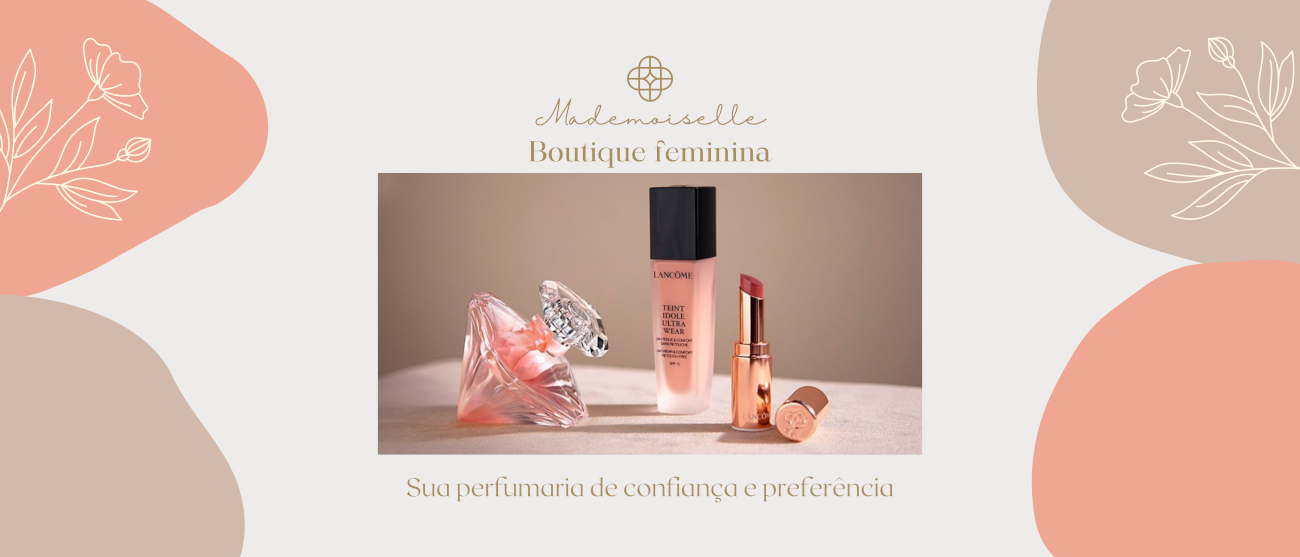 Mademoiselle
Boutique feminina
LANCÔME
TEINT
IDOLE
ULTRA
WEAR
Sua perfumaria de confiança e preferência